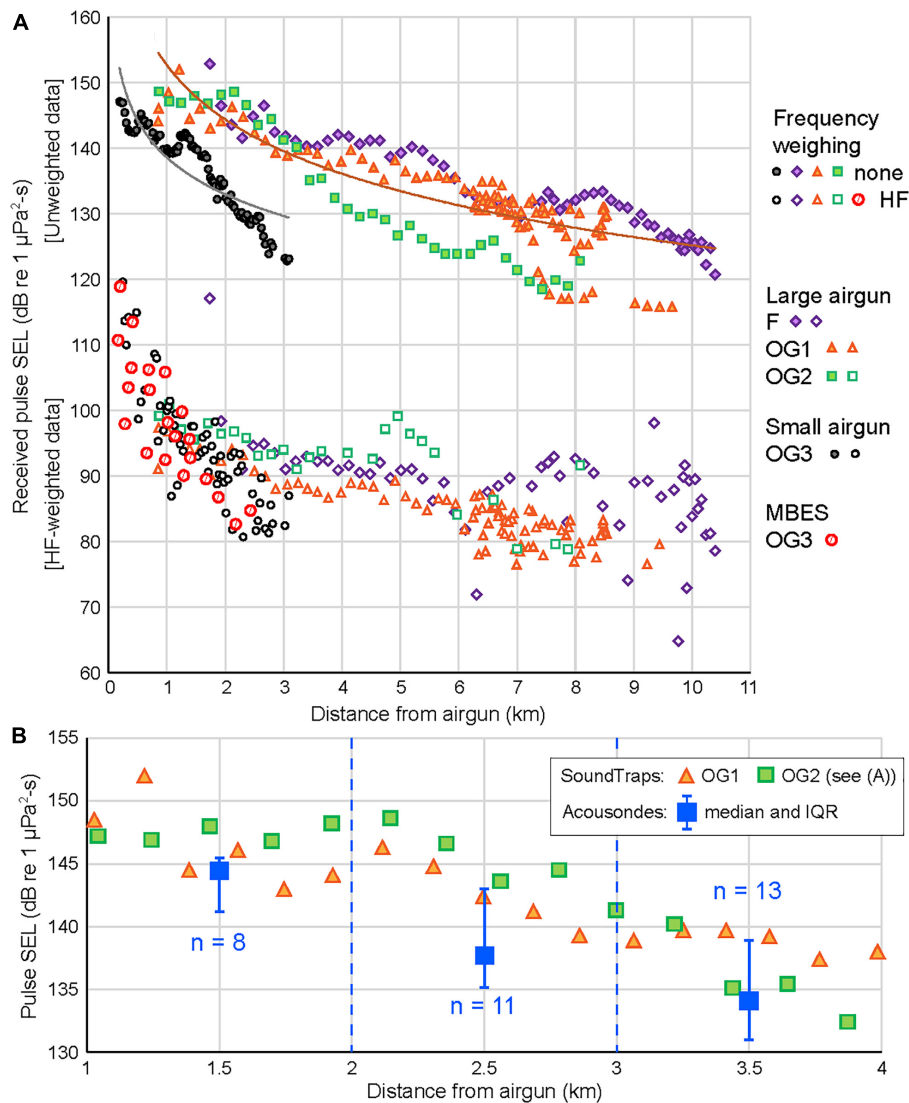 A
160
150
140
130
120
110
100
90
80
70
60
Received pulse SEL (dB re 1 µPa²-s)
[HF-weighted data]
[Unweighted data]
0 1 2 3 4 5 6 7 8 9 10 11
Distance from airgun (km)
Frequency
weighing
none
HF
Large airgun
F
OG1
OG2
Small airgun
OG3
MBES
OG3
B
155
150
145
140
135
130
Pulse SEL (dB re 1 µPa²-s)
SoundTraps: OG1 OG2 (see (A))
Acousondes: median and IQR
n = 8
n = 11
n = 13
1 1.5 2 2.5 3 3.5 4
Distance from airgun (km)